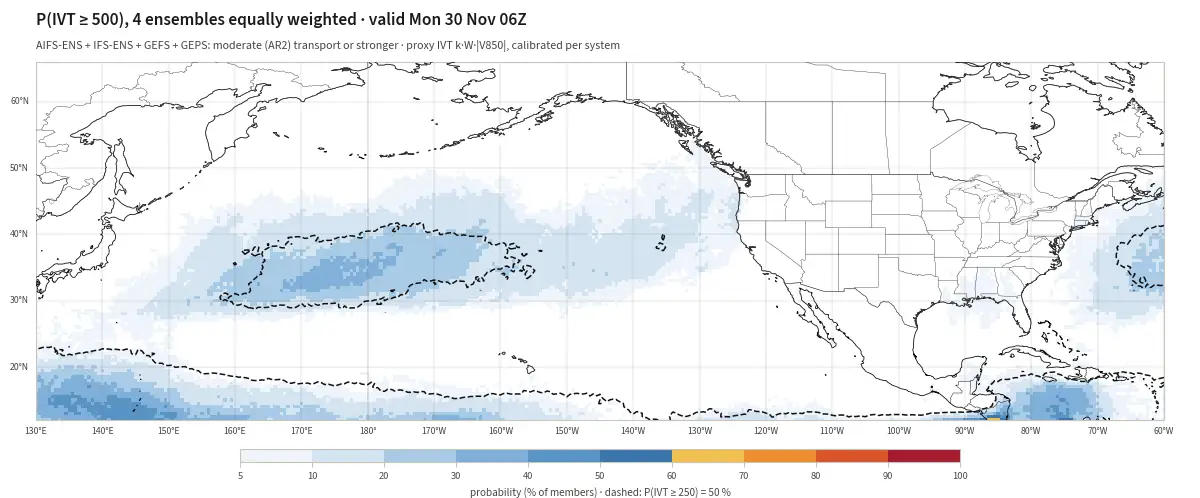 P(IVT ≥ 500), 4 ensembles equally weighted · valid Mon 30 Nov 06Z
AIFS-ENS + IFS-ENS + GEFS + GEPS: moderate (AR2) transport or stronger · proxy IVT k·W·|V850|, calibrated per system
60°N
50°N
40°N
30°N
20°N
130°E 140°E 150°E 160°E 170°E 180° 170°W 160°W 150°W 140°W 130°W 120°W 110°W 100°W 90°W 80°W 70°W 60°W
5 10 20 30 40 50 60 70 80 90 100
probability (% of members) · dashed: P(IVT ≥ 250) = 50 %